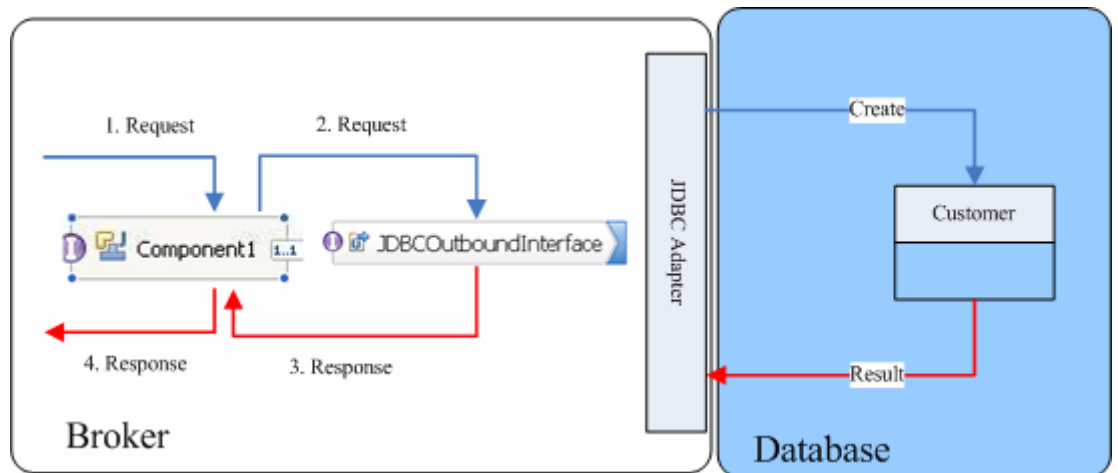 1. Request
2. Request
Create
Component1
1..1
JDBCOutboundInterface
JDBC Adapter
Customer
4. Response
3. Response
Result
Broker
Database